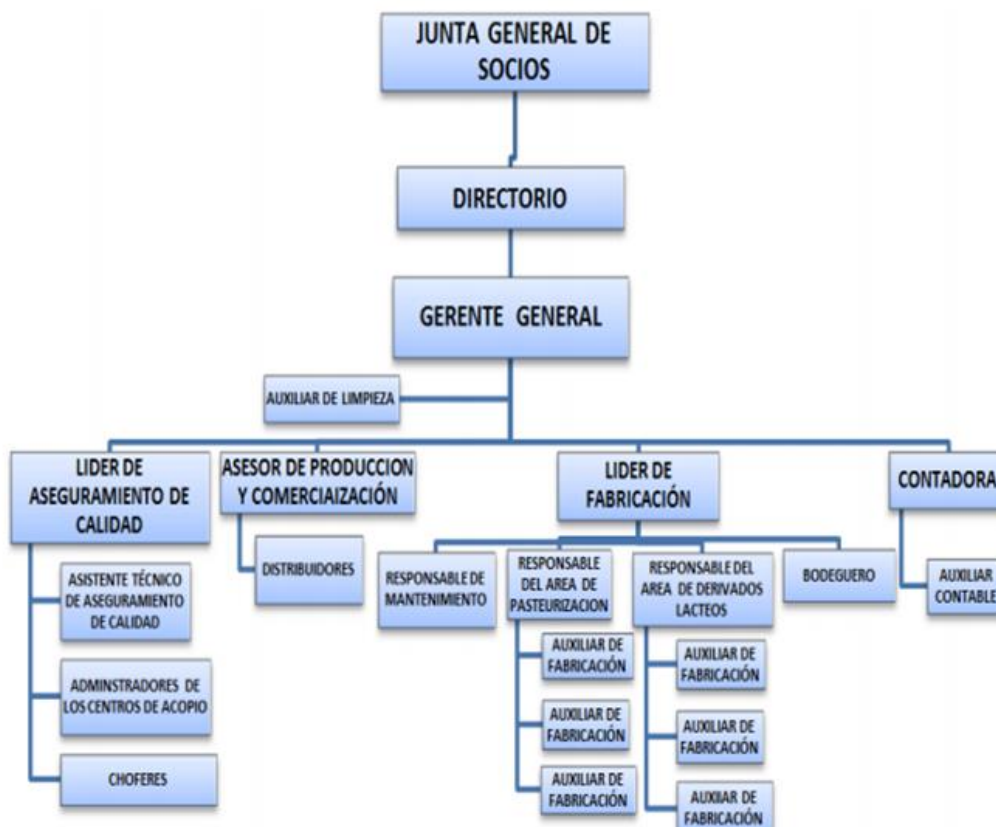 JUNTA GENERAL DE
SOCIOS
DIRECTORIO
GERENTE GENERAL
AUXILIAR DE LIMPIEZA
LIDER DE
ASEGURAMIENTO DE
CALIDAD
ASESOR DE PRODUCCION
Y COMERCIAIZACIÓN
LIDER DE
FABRICACIÓN
CONTADORA
ASISTENTE TÉCNICO
DE ASEGURAMIENTO
DE CALIDAD
ADMINSTRADORES DE
LOS CENTROS DE ACOPIO
CHOFERES
DISTRIBUIDORES
RESPONSABLE DE
MANTENIMIENTO
RESPONSABLE
DEL AREA DE
PASTEURIZACION
AUXILIAR DE
FABRICACIÓN
AUXILIAR DE
FABRICACIÓN
AUXILIAR DE
FABRICACIÓN
RESPONSABLE DEL
AREA DE DERIVADOS
LACTEOS
AUXILIAR DE
FABRICACIÓN
AUXILIAR DE
FABRICACIÓN
AUXIIAR DE
FABRICACIÓN
BODEGUERO
AUXILIAR
CONTABLE